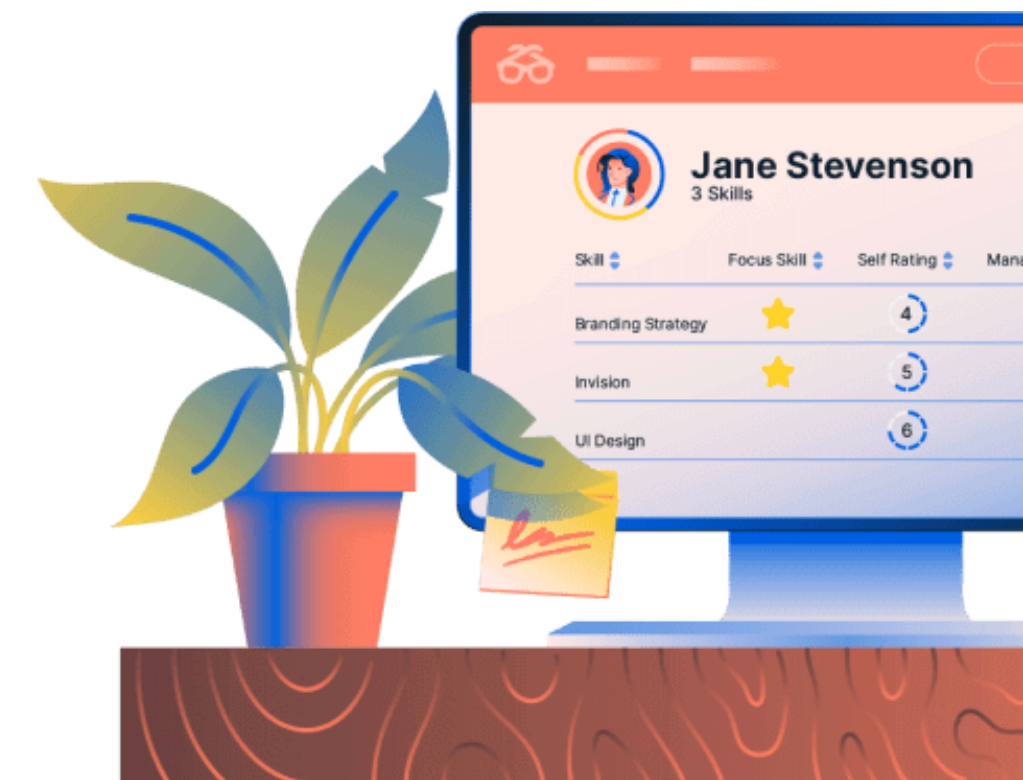 Jane Stevenson
3 Skills
Skill Focus Skill Self Rating
Branding Strategy 4
Invision 5
UI Design 6